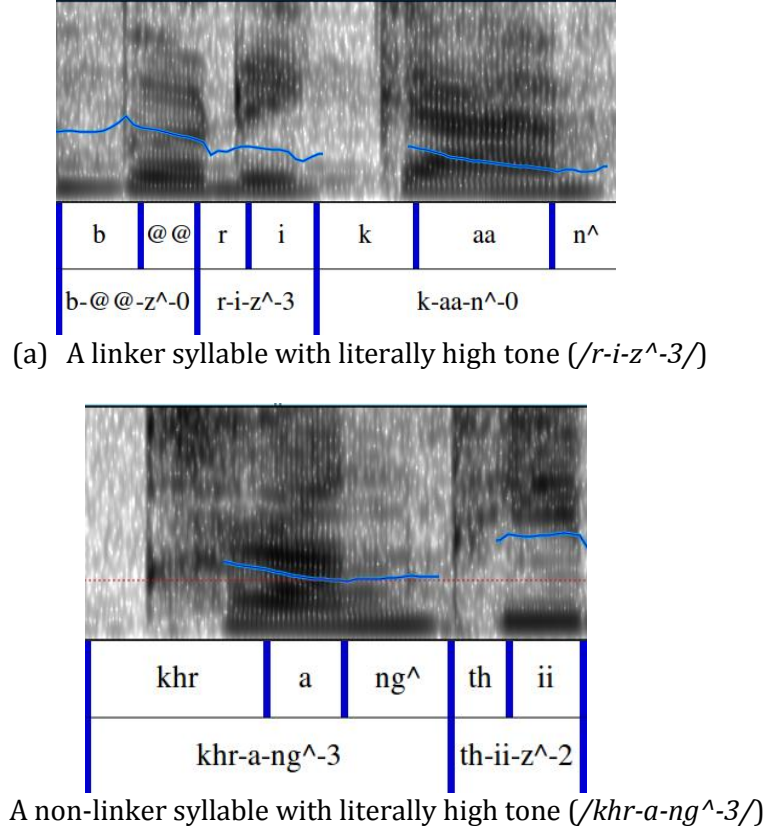 b @@ r i k aa n^
b-@@-z^-0 r-i-z^-3 k-aa-n^-0
(a) A linker syllable with literally high tone (/r-i-z^-3/)
khr a ng^ th ii
khr-a-ng^-3 th-ii-z^-2
A non-linker syllable with literally high tone (/khr-a-ng^-3/)